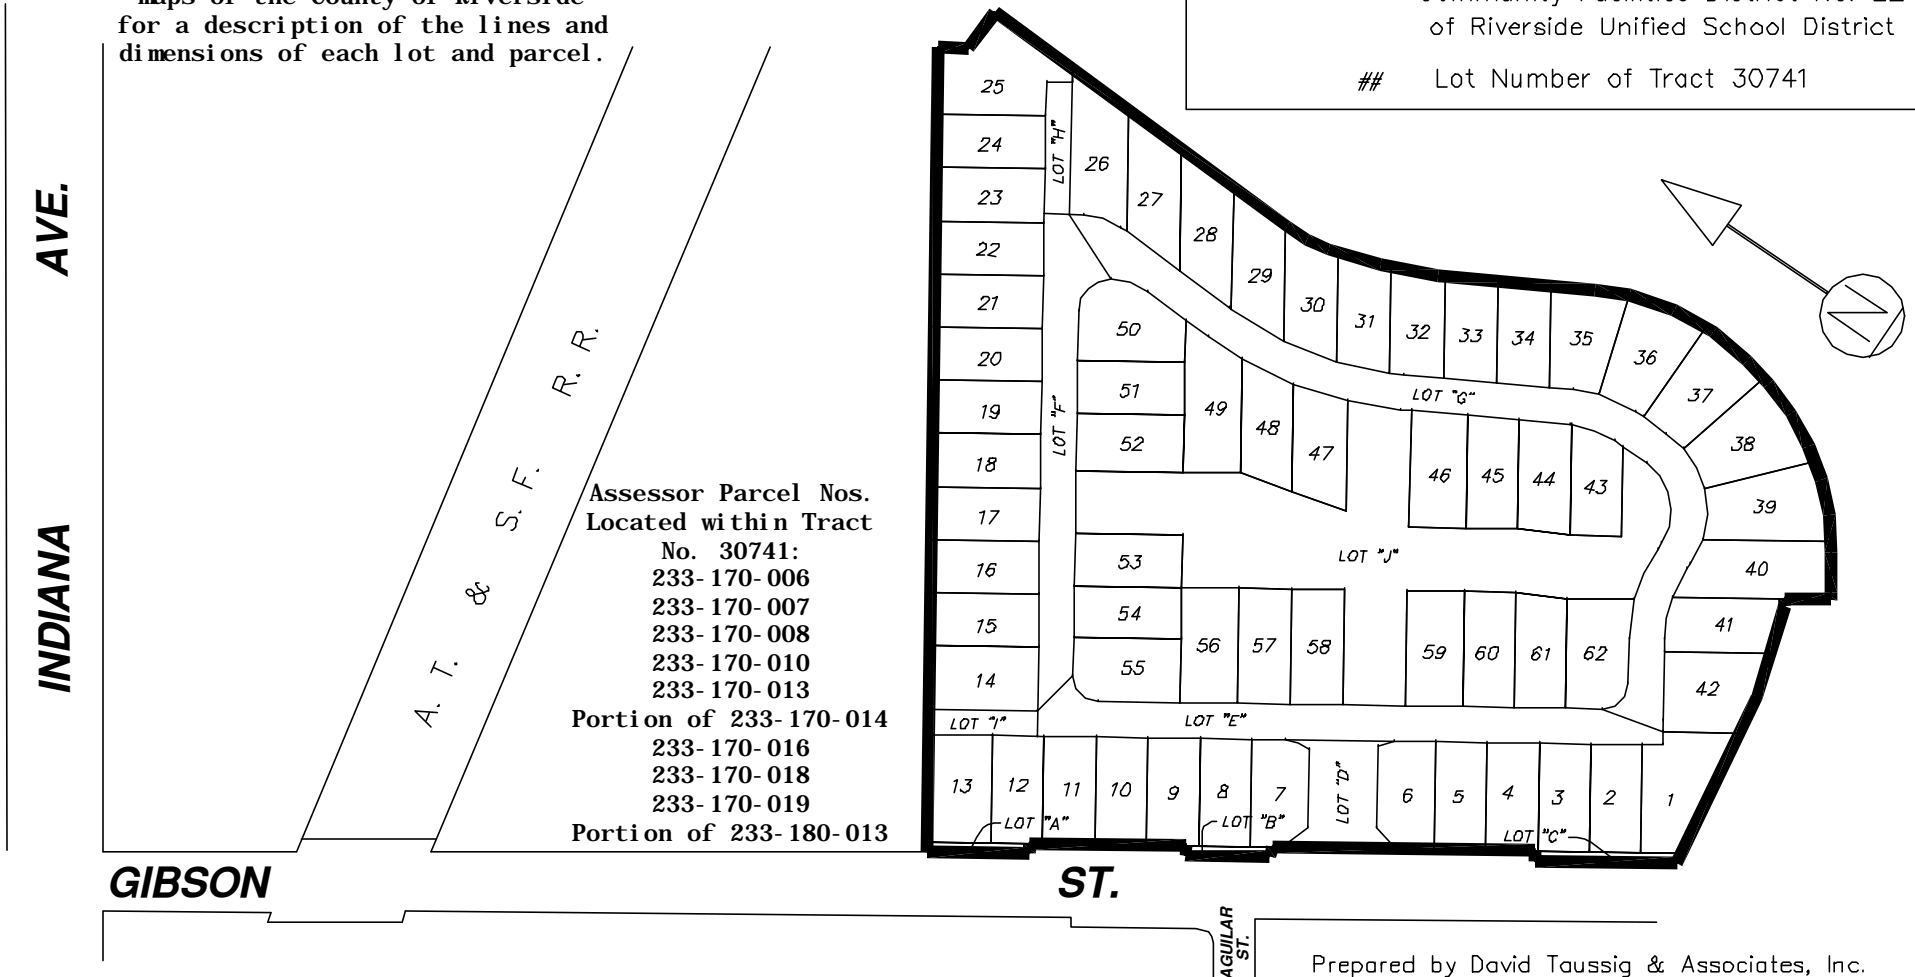 maps of the County of Riverside
for a description of the lines and
dimensions of each lot and parcel.
of Riverside Unified School District
## Lot Number of Tract 30741
AVE.
INDIANA
A. T. & S. F. R. R.
Assessor Parcel Nos.
Located within Tract
No. 30741:
233-170-006
233-170-007
233-170-008
233-170-010
233-170-013
Portion of 233-170-014
233-170-016
233-170-018
233-170-019
Portion of 233-180-013
25
24
23
22
21
20
19
18
17
16
15
14
LOT "I"
LOT "H"
LOT "F"
26
27
28
29
30
31
32
33
34
35
36
37
38
39
40
41
42
LOT "G"
50
51
52
49
48
47
46
45
44
43
LOT "J"
53
54
55
56
57
58
59
60
61
62
LOT "E"
13
12
11
10
9
8
7
LOT "D"
6
5
4
3
2
1
LOT "A"
LOT "B"
LOT "C"
GIBSON ST.
AGUILAR
ST.
N
Prepared by David Taussig & Associates, Inc.